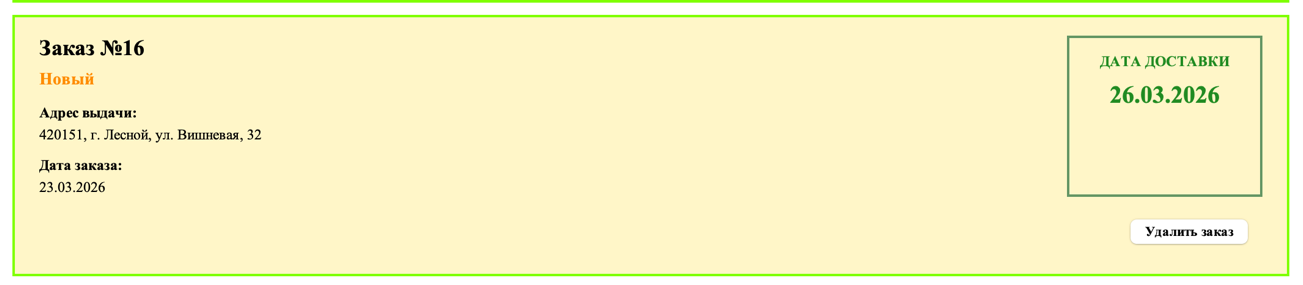 Заказ №16
Новый
Адрес выдачи:
420151, г. Лесной, ул. Вишневая, 32
Дата заказа:
23.03.2026
ДАТА ДОСТАВКИ
26.03.2026
Удалить заказ